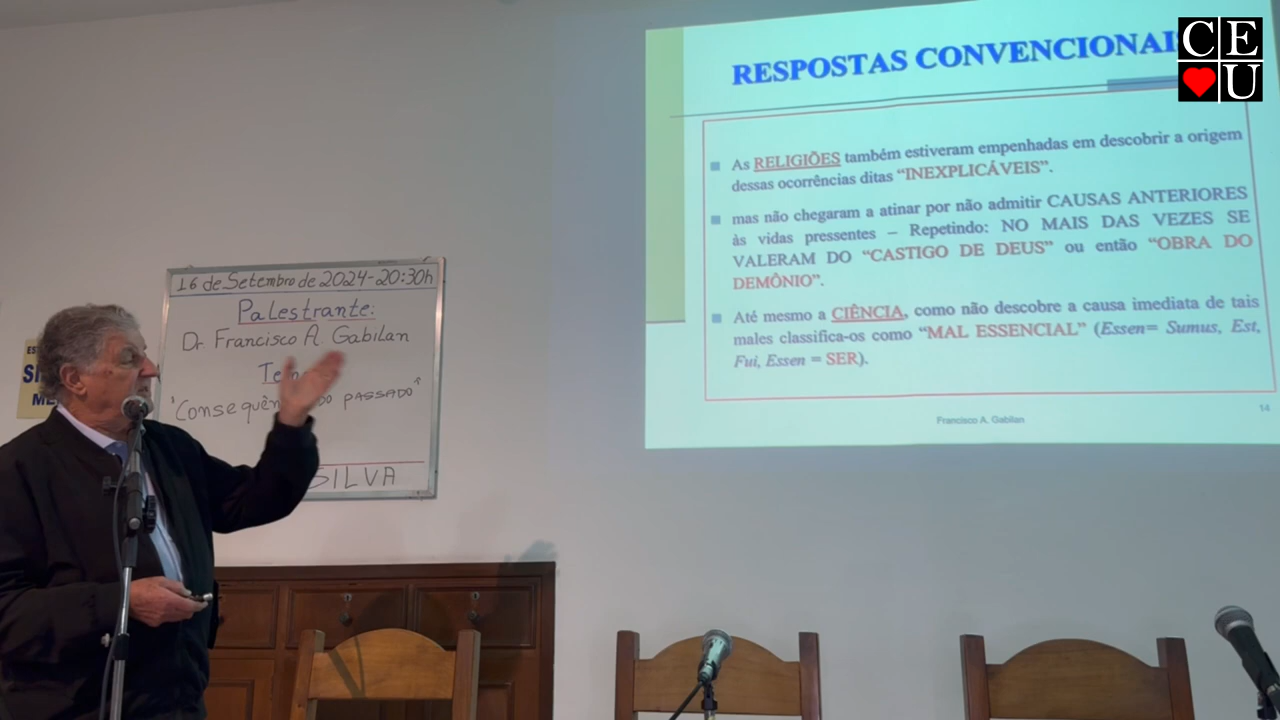 C E
U
RESPOSTAS CONVENCIONAI
As RELIGIÕES também estiveram empenhadas em descobrir a origem
dessas ocorrências ditas “INEXPLICÁVEIS”.
mas não chegaram a atinar por não admitir CAUSAS ANTERIORES
às vidas pressentes – Repetindo: NO MAIS DAS VEZES SE
VALERAM DO “CASTIGO DE DEUS” ou então “OBRA DO
DEMÔNIO”.
Até mesmo a CIÊNCIA, como não descobre a causa imediata de tais
males classifica-os como “MAL ESSENCIAL” (Essen= Sumus, Est,
Fui, Essen = SER).
Francisco A. Gabilan
14
16 de Setembro de 2024-20:30h
Palestrante:
Dr Francisco A. Gabilan
PASSADO"
SILVA